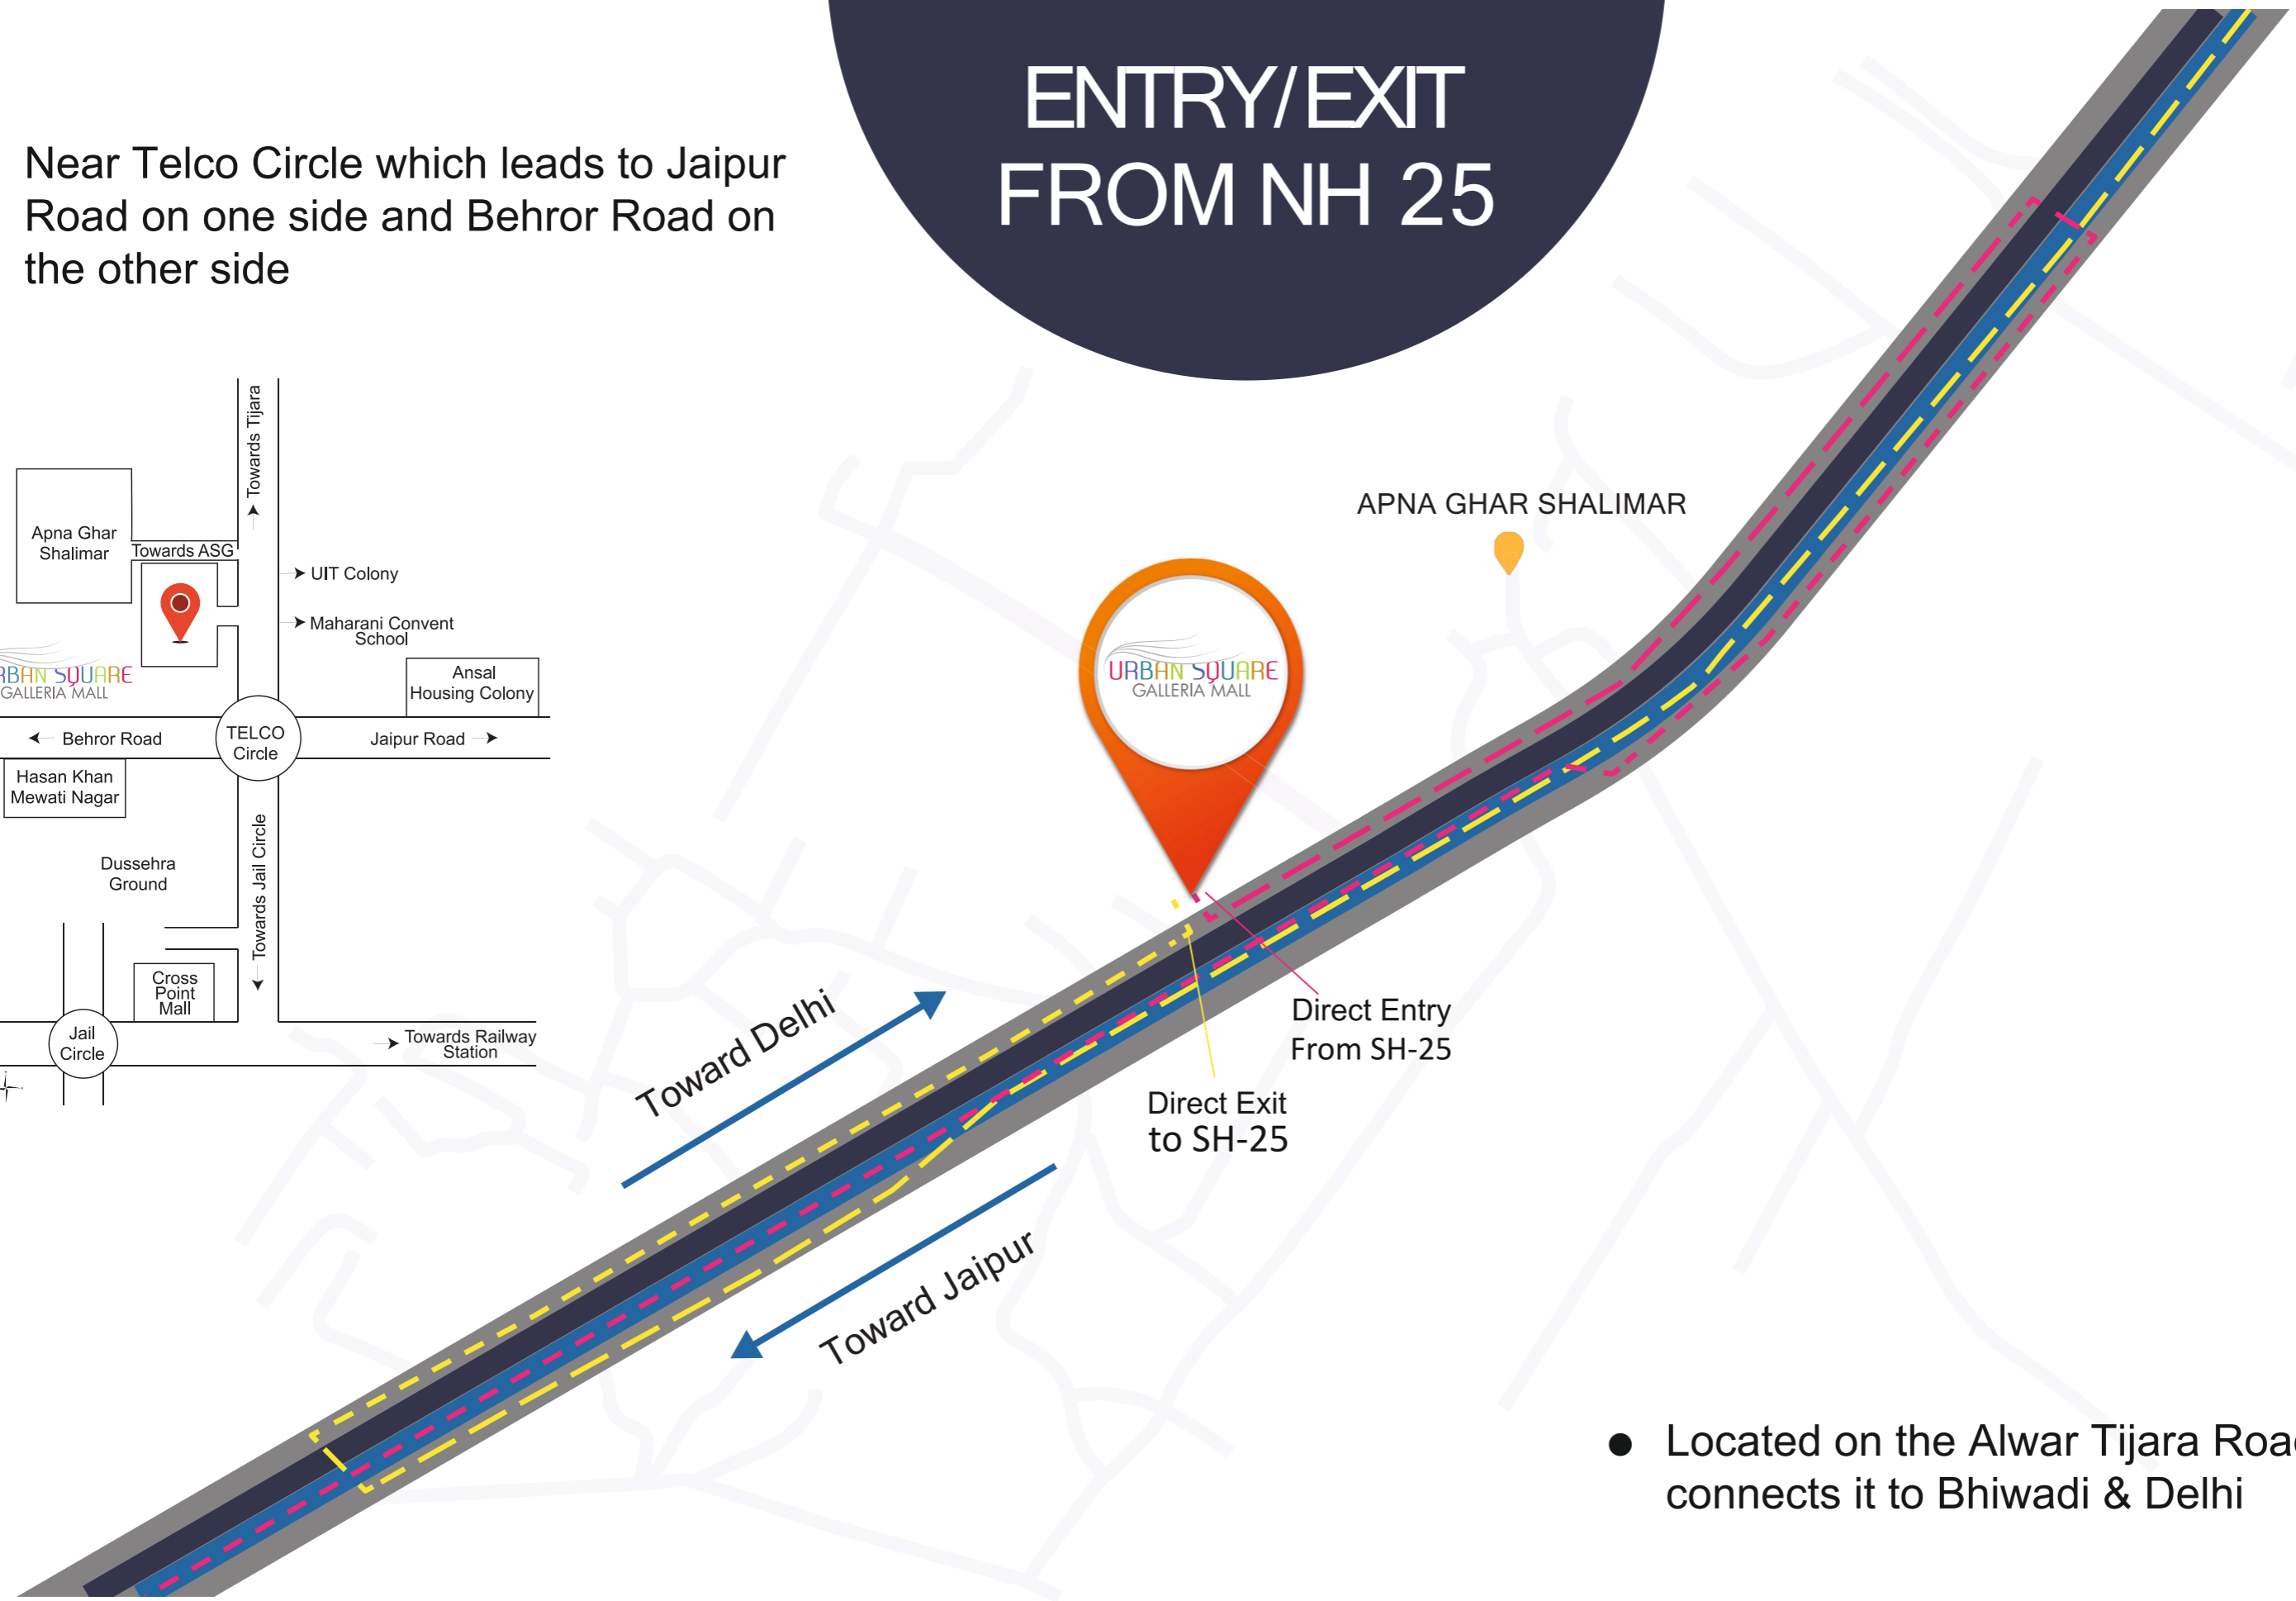 ENTRY/EXIT
FROM NH 25
Near Telco Circle which leads to Jaipur
Road on one side and Behror Road on
the other side
Towards Tijara
Apna Ghar
Shalimar
Towards ASG
UIT Colony
Maharani Convent
School
URBAN SQUARE
GALLERIA MALL
Ansal
Housing Colony
Behror Road
TELCO
Circle
Jaipur Road
Hasan Khan
Mewati Nagar
Dussehra
Ground
Towards Jail Circle
Cross
Point
Mall
Jail
Circle
Towards Railway
Station
APNA GHAR SHALIMAR
URBAN SQUARE
GALLERIA MALL
Direct Entry
From SH-25
Direct Exit
to SH-25
Toward Delhi
Toward Jaipur
● Located on the Alwar Tijara Road
connects it to Bhiwadi & Delhi